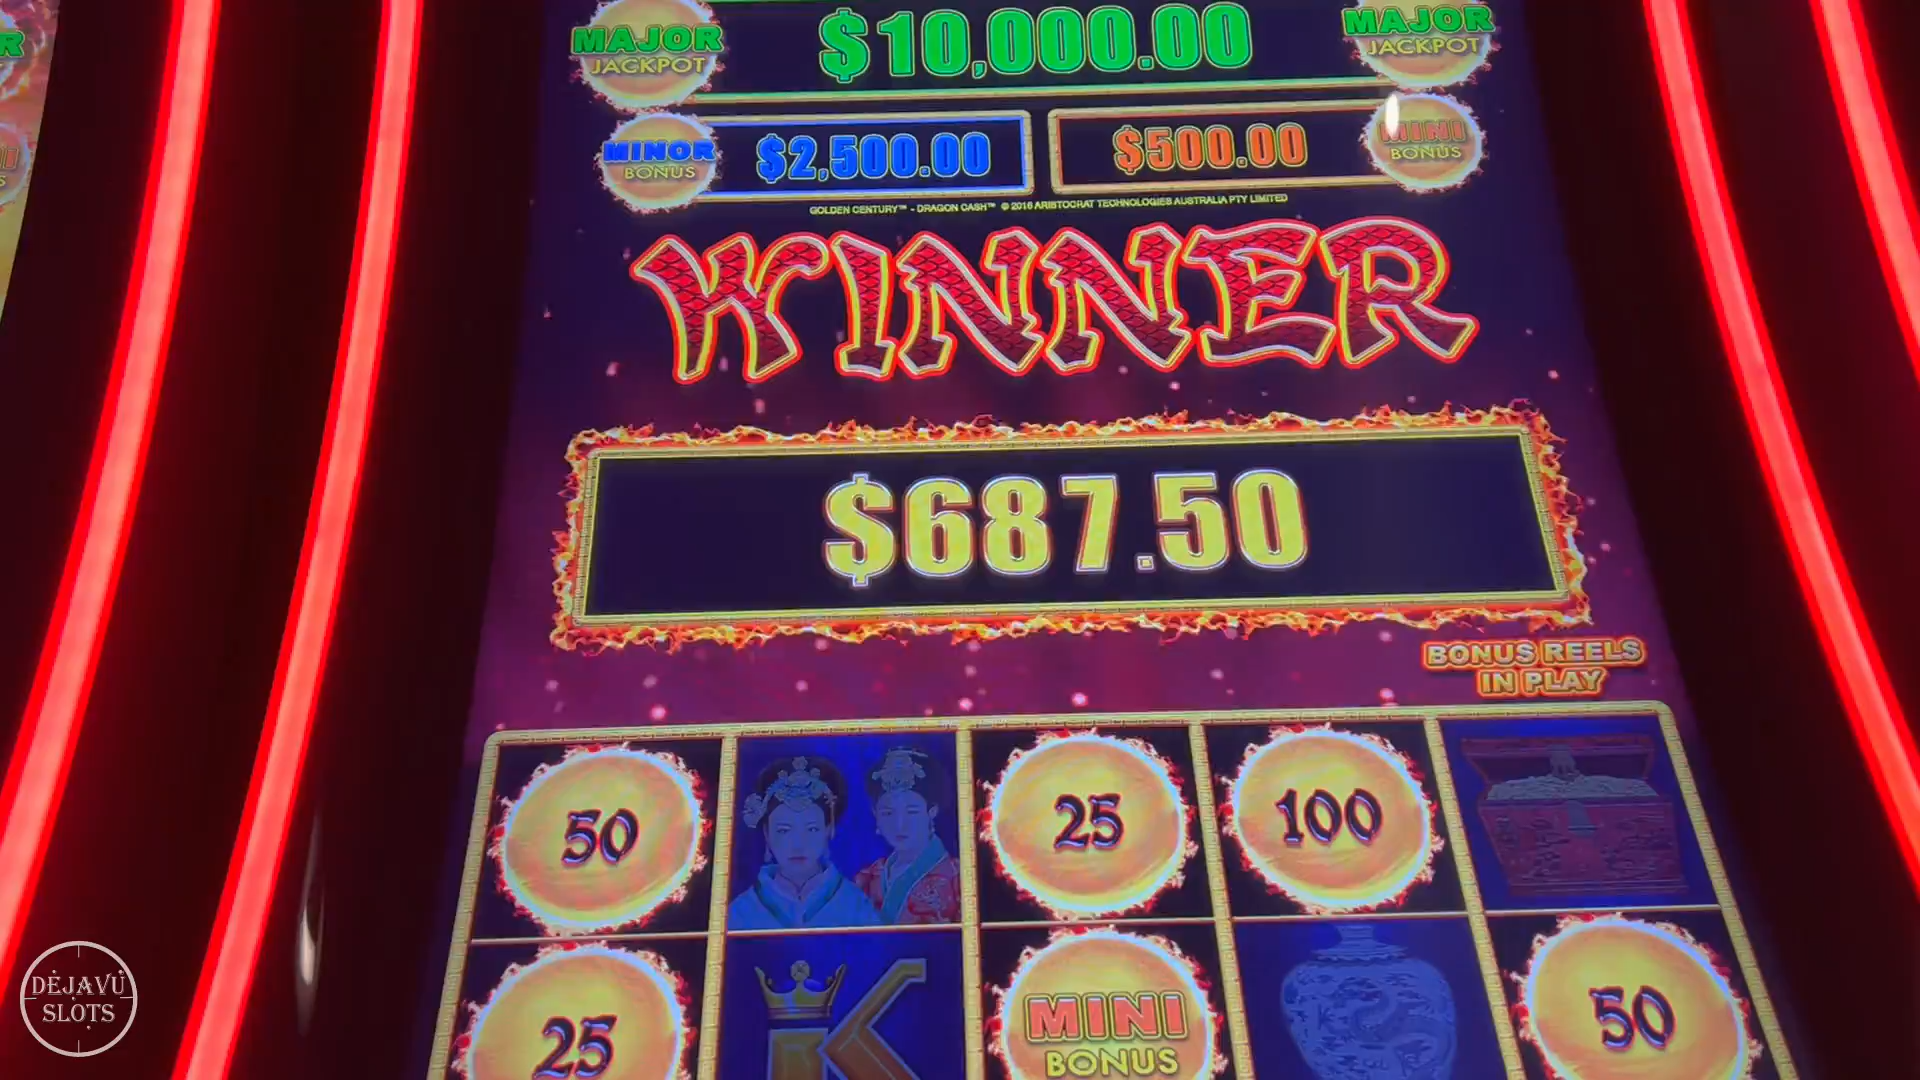 MAJOR
JACKPOT
$10,000.00
MAJOR
JACKPOT
MINOR
BONUS
$2,500.00
$500.00
MINI
BONUS
GOLDEN CENTURY™ - DRAGON CASH™ © 2016 ARISTOCRAT TECHNOLOGIES AUSTRALIA PTY LIMITED
WINNER
$687.50
BONUS REELS
IN PLAY
50
25
100
25
K
MINI
BONUS
50
DÉJAVÙ
SLOTS